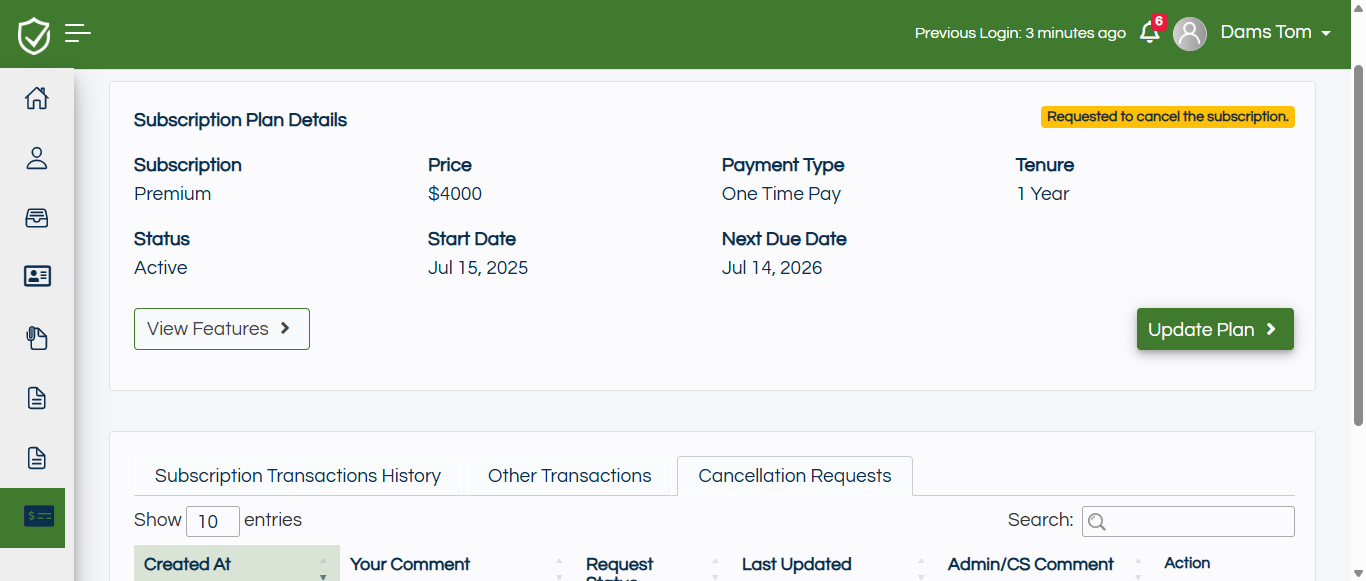 Previous Login: 3 minutes ago
6
Dams Tom
Subscription Plan Details
Requested to cancel the subscription.
Subscription
Price
Payment Type
Tenure
Premium
$4000
One Time Pay
1 Year
Status
Start Date
Next Due Date
Active
Jul 15, 2025
Jul 14, 2026
View Features
Update Plan
Subscription Transactions History
Other Transactions
Cancellation Requests
Show 10 entries
Search:
Created At
Your Comment
Request
Status
Last Updated
Admin/CS Comment
Action